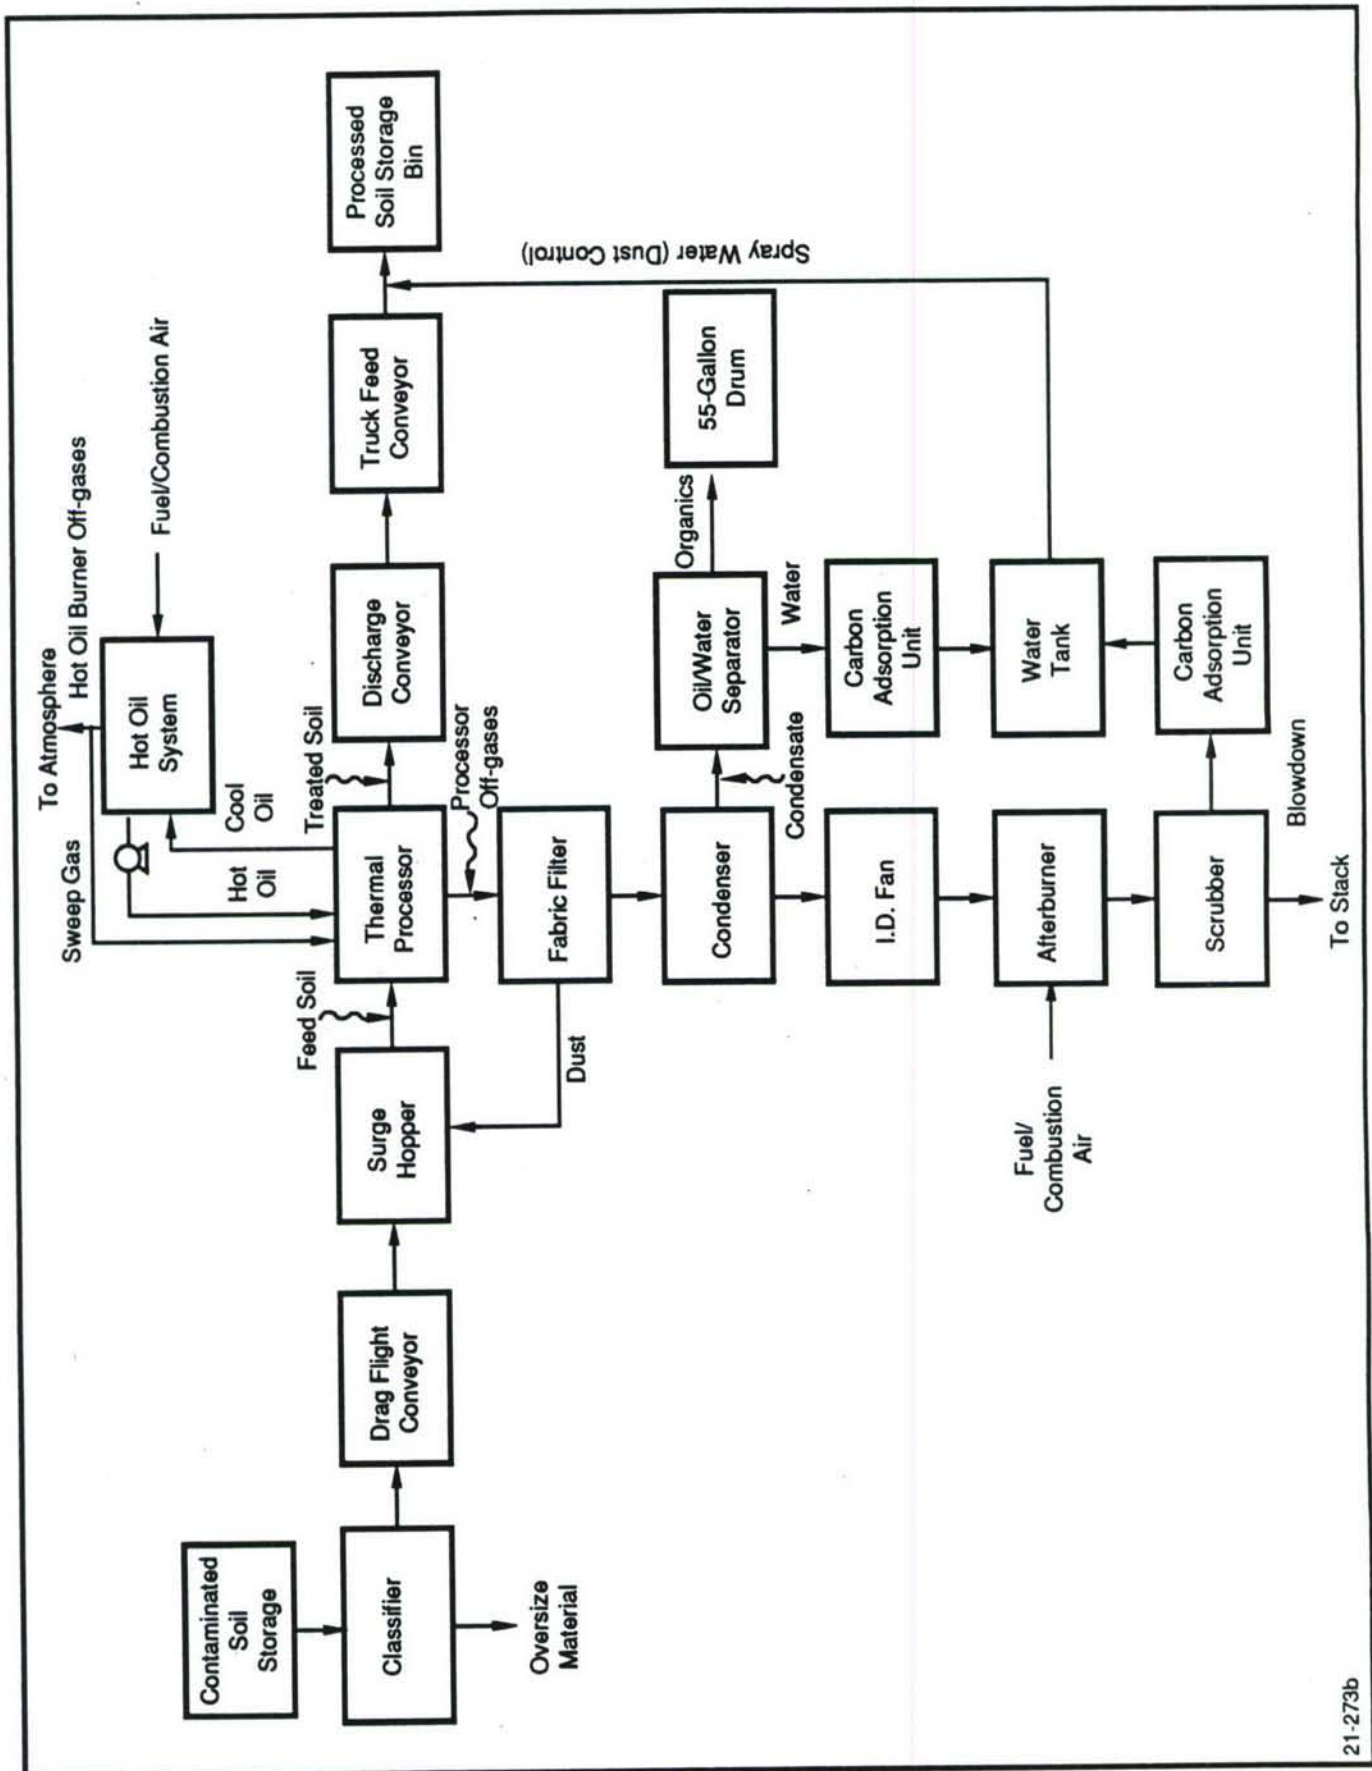 To Atmosphere
Hot Oil Burner Off-gases
Sweep Gas
Hot Oil
System
Fuel/Combustion Air
Hot
Oil
Cool
Oil
Contaminated
Soil
Storage
Classifier
Oversize
Material
Drag Flight
Conveyor
Surge
Hopper
Feed Soil
Thermal
Processor
Treated Soil
Discharge
Conveyor
Truck Feed
Conveyor
Processed
Soil Storage
Bin
Processor
Off-gases
Dust
Fabric Filter
Spray Water (Dust Control)
Condenser
Condensate
Oil/Water
Separator
Organics
55-Gallon
Drum
Water
I.D. Fan
Carbon
Adsorption
Unit
Fuel/
Combustion
Air
Afterburner
Water
Tank
Scrubber
Blowdown
Carbon
Adsorption
Unit
To Stack
21-273b